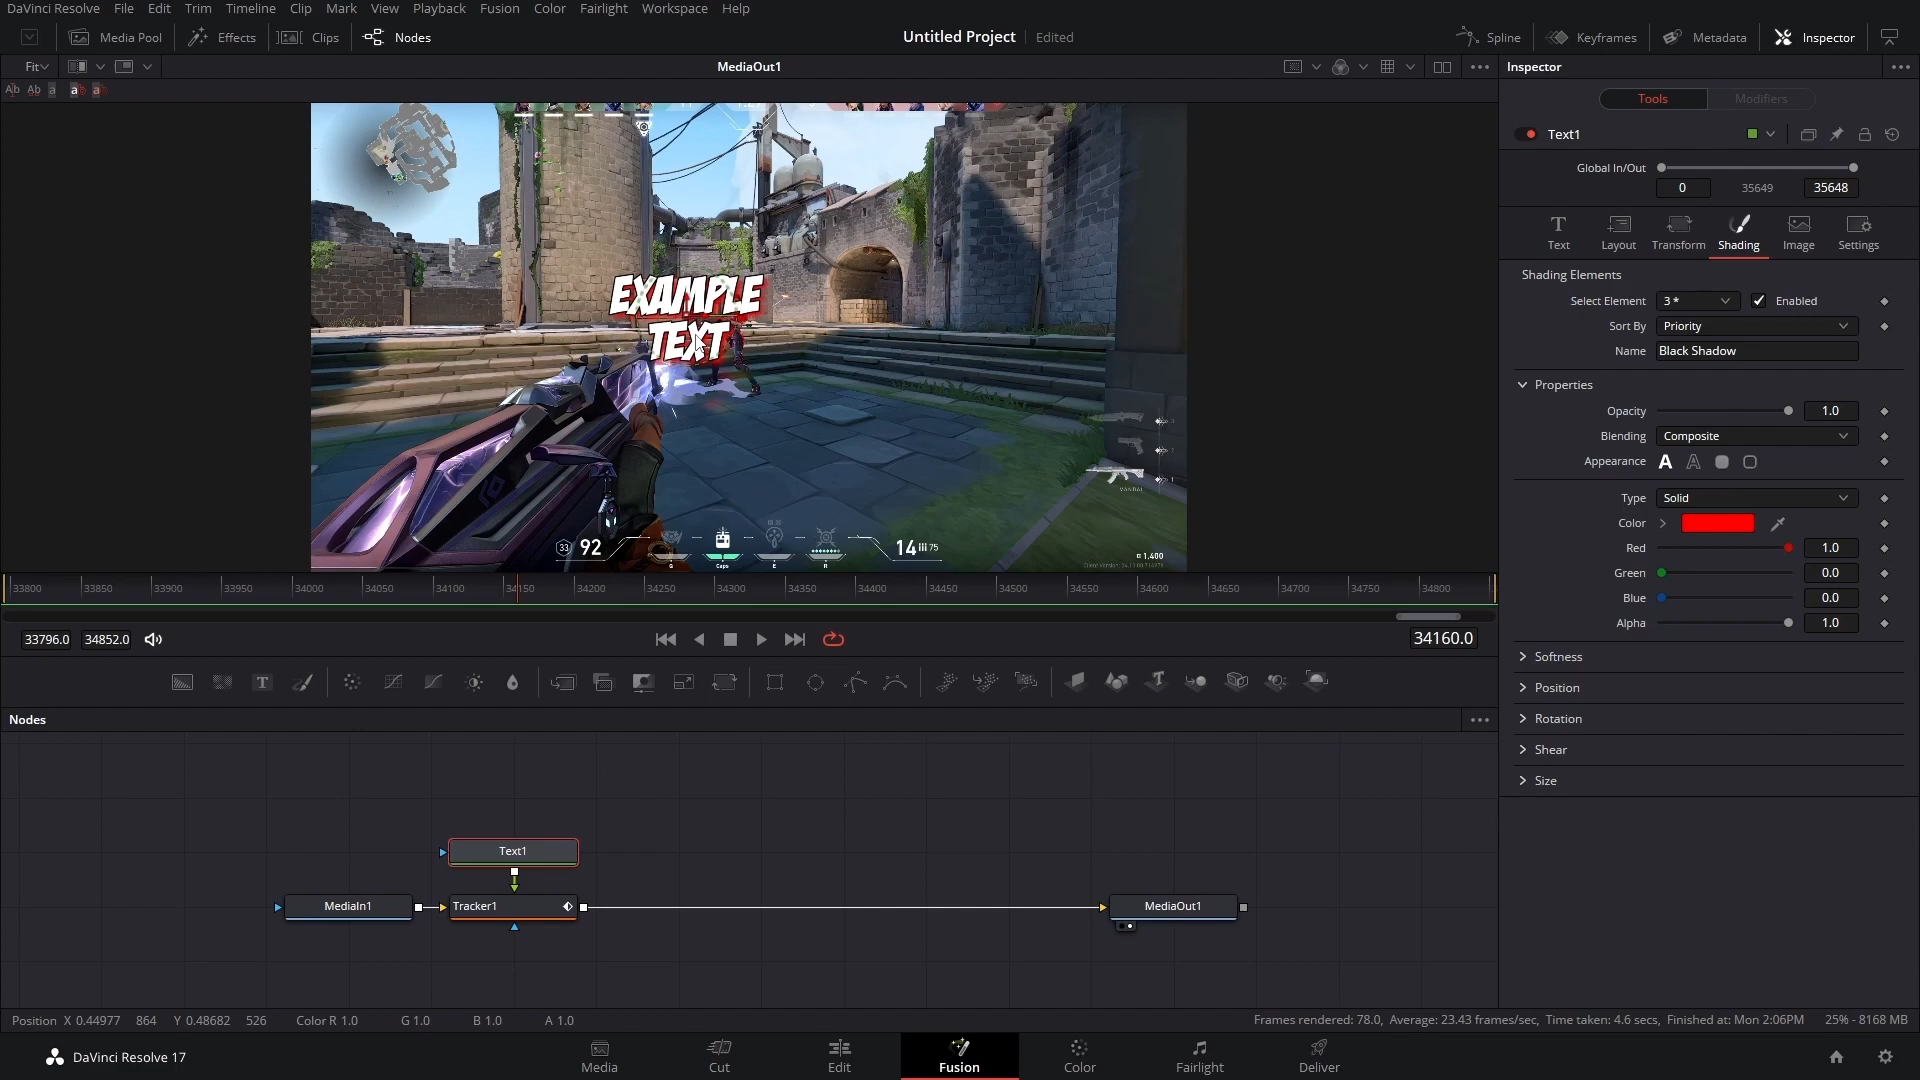 DaVinci Resolve File Edit Trim Timeline Clip Mark View Playback Fusion Color Fairlight Workspace Help
Media Pool Effects Clips Nodes Untitled Project Edited Spline Keyframes Metadata Inspector
Fit MediaOut1 Inspector
Tools Modifiers
Text1
Global In/Out
0 35649 35648
Text Layout Transform Shading Image Settings
Shading Elements
Select Element 3 * Enabled
Sort By Priority
Name Black Shadow
Properties
Opacity 1.0
Blending Composite
Appearance
Type Solid
Color
Red 1.0
Green 0.0
Blue 0.0
Alpha 1.0
Softness
Position
Rotation
Shear
Size
EXAMPLE
TEXT
VANDAL
33 92 14 75
1,400
G Caps E R
33800 33850 33900 33950 34000 34050 34100 34150 34200 34250 34300 34350 34400 34450 34500 34550 34600 34650 34700 34750 34800
33796.0 34852.0 34160.0
Nodes
Text1
MediaIn1 Tracker1 MediaOut1
Position X 0.44977 864 Y 0.48682 526 Color R 1.0 G 1.0 B 1.0 A 1.0 Frames rendered: 78.0, Average: 23.43 frames/sec, Time taken: 4.6 secs, Finished at: Mon 2:06PM 25% - 8168 MB
DaVinci Resolve 17 Media Cut Edit Fusion Color Fairlight Deliver